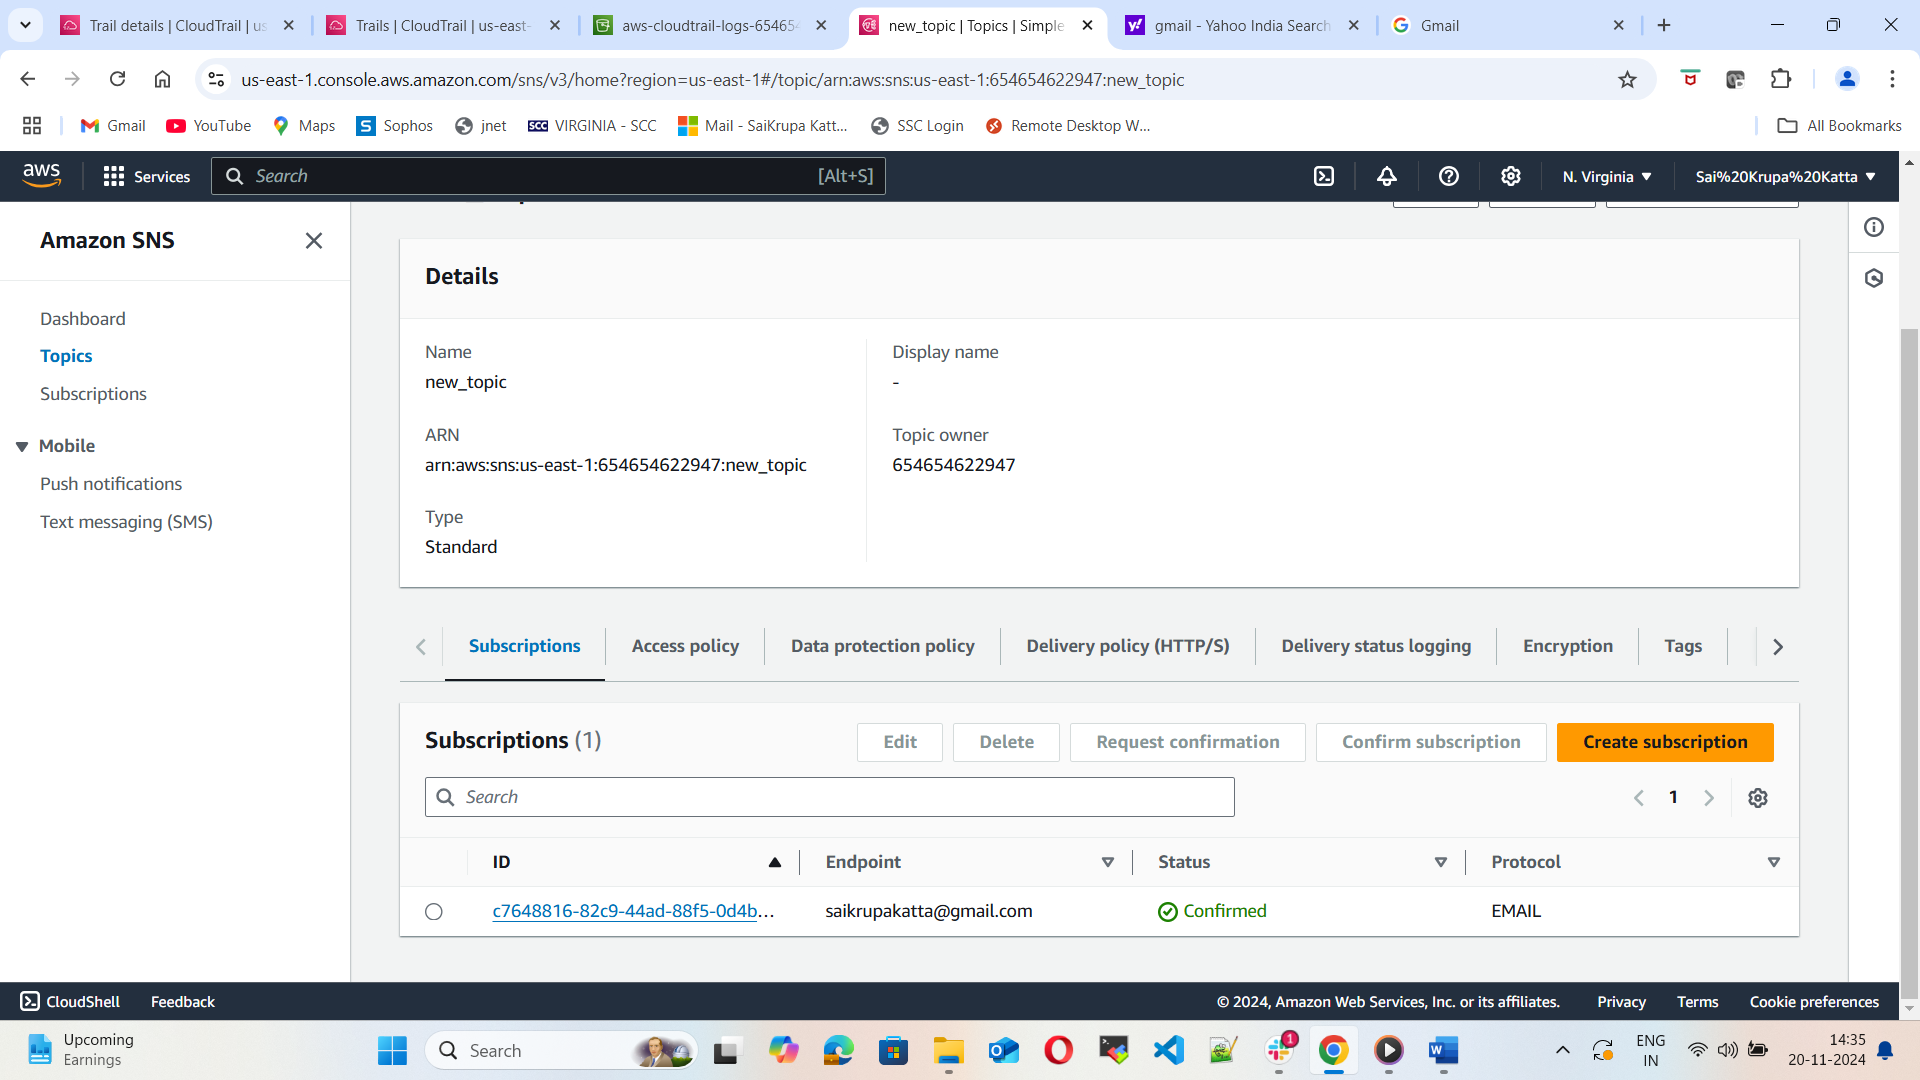 Trail details | CloudTrail | us
Trails | CloudTrail | us-east-
aws-cloudtrail-logs-654654
new_topic | Topics | Simple
gmail - Yahoo India Search
Gmail
us-east-1.console.aws.amazon.com/sns/v3/home?region=us-east-1#/topic/arn:aws:sns:us-east-1:654654622947:new_topic
Gmail
YouTube
Maps
Sophos
jnet
SCC VIRGINIA - SCC
Mail - SaiKrupa Katt...
SSC Login
Remote Desktop W...
All Bookmarks
aws
Services
Search [Alt+S]
N. Virginia
Sai%20Krupa%20Katta
Amazon SNS
Dashboard
Topics
Subscriptions
Mobile
Push notifications
Text messaging (SMS)
Details
Name
new_topic
Display name
-
ARN
arn:aws:sns:us-east-1:654654622947:new_topic
Topic owner
654654622947
Type
Standard
Subscriptions
Access policy
Data protection policy
Delivery policy (HTTP/S)
Delivery status logging
Encryption
Tags
Subscriptions (1)
Edit
Delete
Request confirmation
Confirm subscription
Create subscription
Search
1
ID
Endpoint
Status
Protocol
c7648816-82c9-44ad-88f5-0d4b...
saikrupakatta@gmail.com
Confirmed
EMAIL
CloudShell
Feedback
© 2024, Amazon Web Services, Inc. or its affiliates.
Privacy
Terms
Cookie preferences
Upcoming
Earnings
Search
1
ENG
IN
14:35
20-11-2024